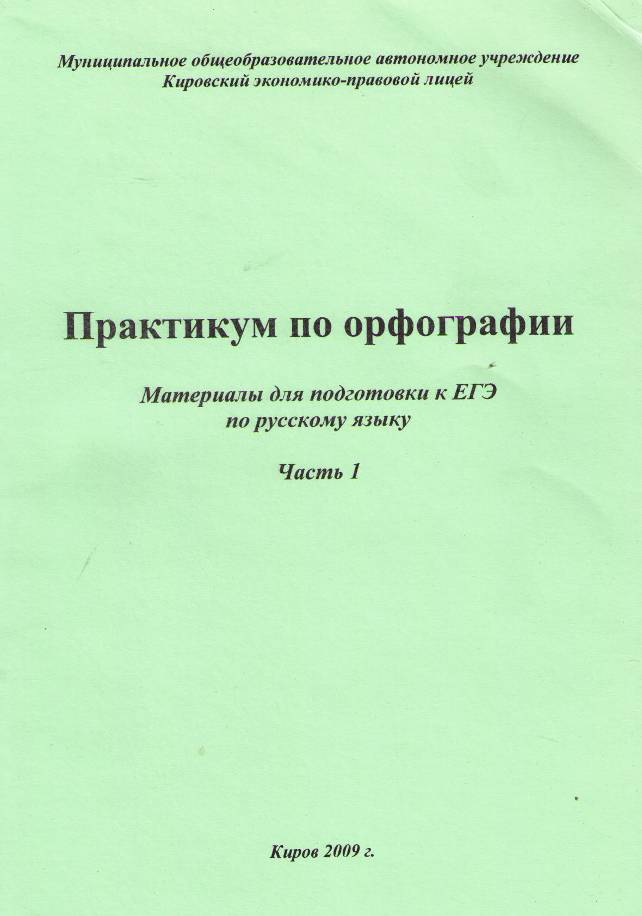 Муниципальное общеобразовательное автономное учреждение
Кировский экономико-правовой лицей
Практикум по орфографии
Материалы для подготовки к ЕГЭ
по русскому языку
Часть 1
Киров 2009 г.